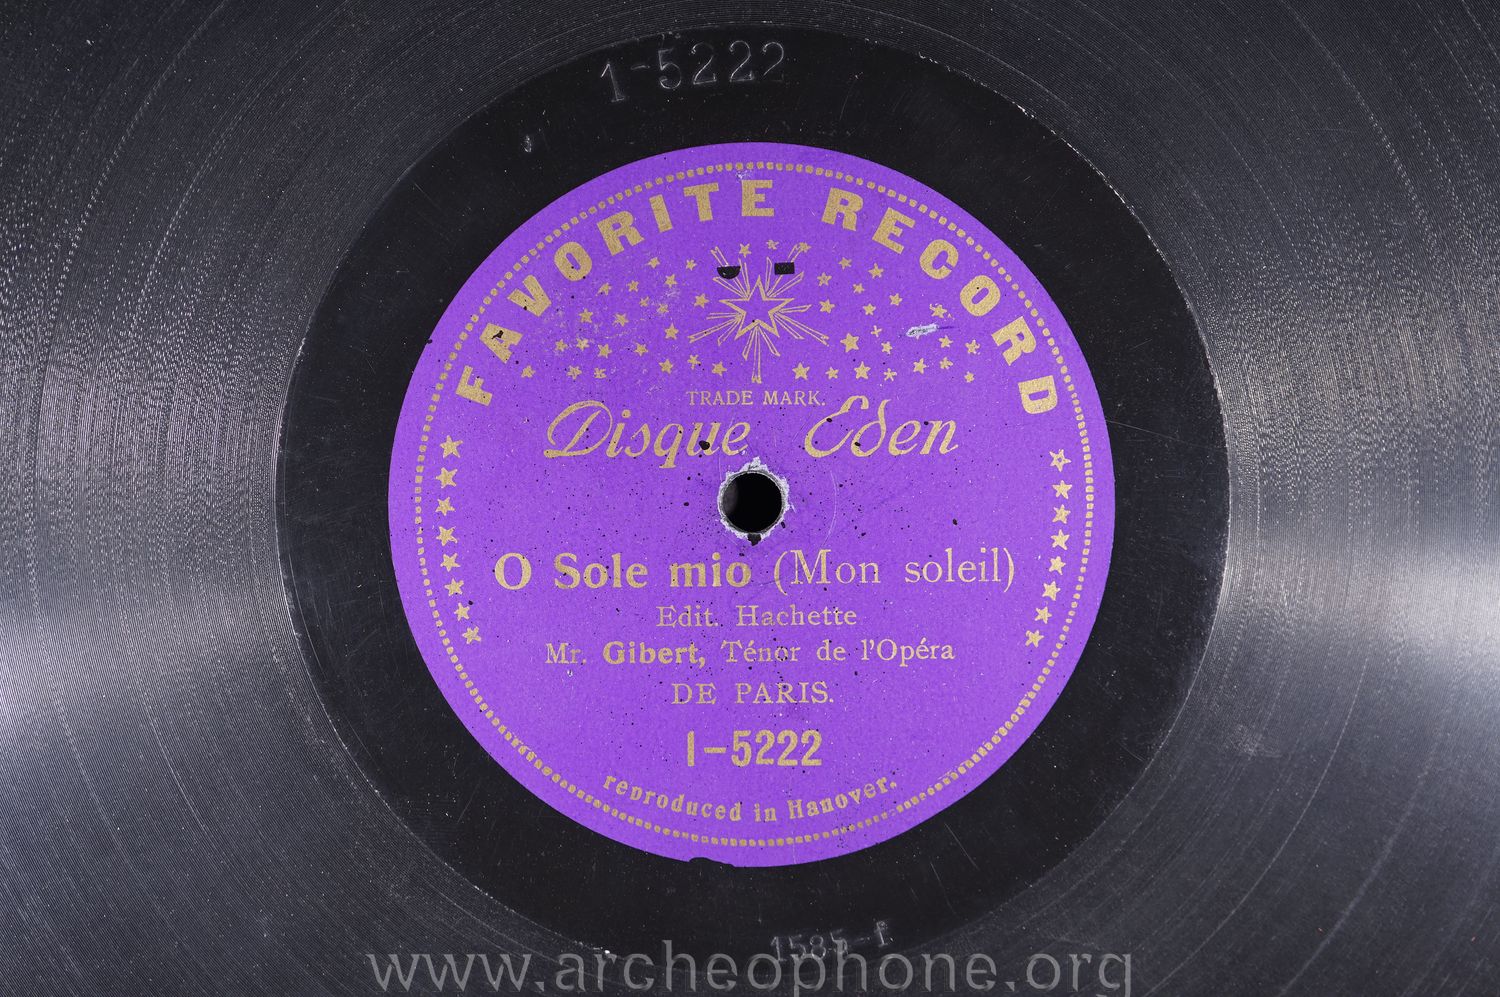 1-5222
FAVORITE RECORD
TRADE MARK.
Disque Eden
O Sole mio (Mon soleil)
Edit. Hachette
Mr. Gibert, Ténor de l'Opéra
DE PARIS.
1-5222
reproduced in Hanover.
1585-f
www.archeophone.org